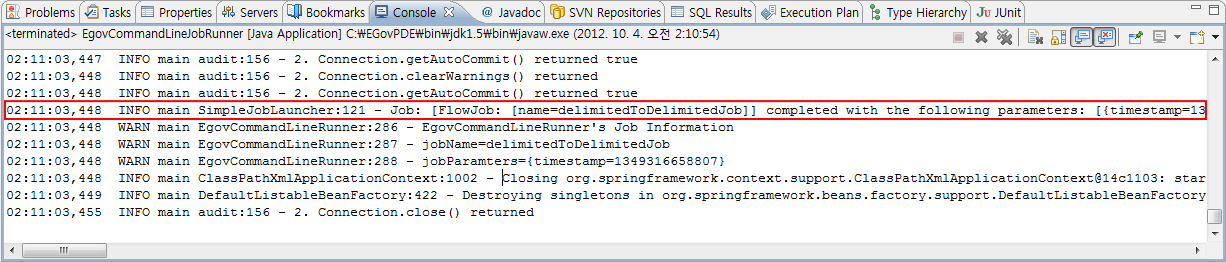 Problems Tasks Properties Servers Bookmarks Console Javadoc SVN Repositories SQL Results Execution Plan Type Hierarchy JUnit
<terminated> EgovCommandLineJobRunner [Java Application] C:₩EGovPDE₩bin₩jdk1.5₩bin₩javaw.exe (2012. 10. 4. 오전 2:10:54)
02:11:03,447  INFO main audit:156 - 2. Connection.getAutoCommit() returned true
02:11:03,448  INFO main audit:156 - 2. Connection.clearWarnings() returned
02:11:03,448  INFO main audit:156 - 2. Connection.getAutoCommit() returned true
02:11:03,448  INFO main SimpleJobLauncher:121 - Job: [FlowJob: [name=delimitedToDelimitedJob]] completed with the following parameters: [{timestamp=13
02:11:03,448  WARN main EgovCommandLineRunner:286 - EgovCommandLineRunner's Job Information
02:11:03,448  WARN main EgovCommandLineRunner:287 - jobName=delimitedToDelimitedJob
02:11:03,448  WARN main EgovCommandLineRunner:288 - jobParamters={timestamp=1349316658807}
02:11:03,448  INFO main ClassPathXmlApplicationContext:1002 - Closing org.springframework.context.support.ClassPathXmlApplicationContext@14c1103: star
02:11:03,449  INFO main DefaultListableBeanFactory:422 - Destroying singletons in org.springframework.beans.factory.support.DefaultListableBeanFactory
02:11:03,455  INFO main audit:156 - 2. Connection.close() returned